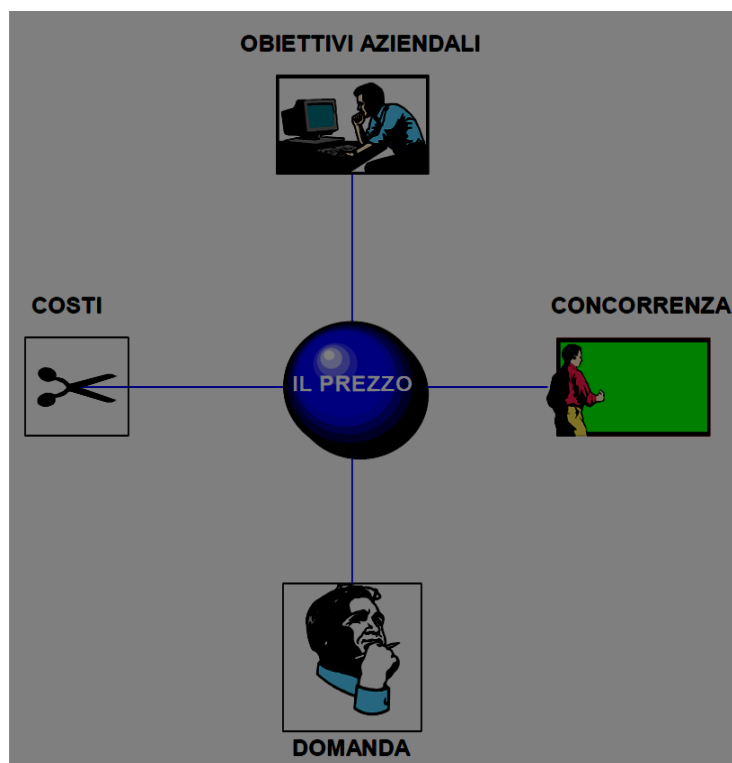 OBIETTIVI AZIENDALI
COSTI
CONCORRENZA
IL PREZZO
DOMANDA